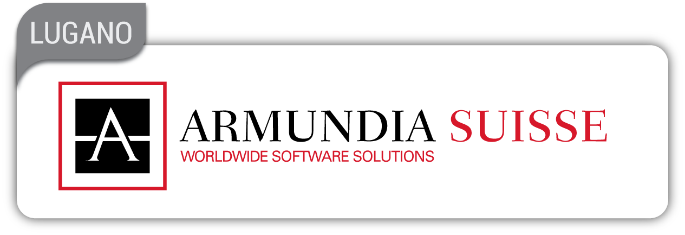 LUGANO
A
ARMUNDIA SUISSE
WORLDWIDE SOFTWARE SOLUTIONS